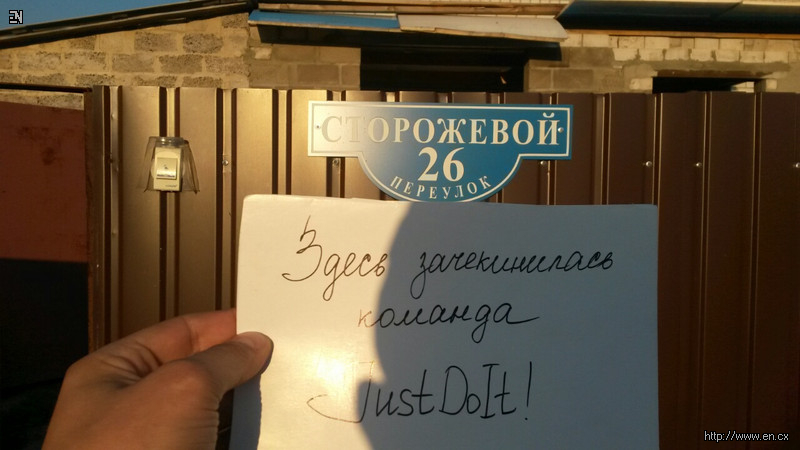 EN
СТОРОЖЕВОЙ
26
ПЕРЕУЛОК
Здесь зачекинилась
команда
JustDoIt!
http://www.en.cx